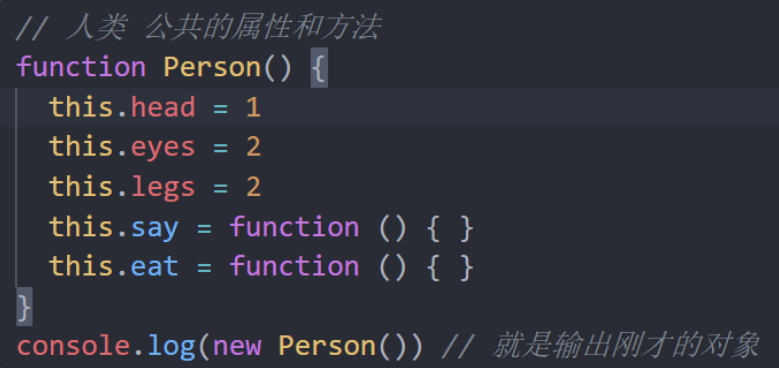 // 人类 公共的属性和方法
function Person() {
  this.head = 1
  this.eyes = 2
  this.legs = 2
  this.say = function () { }
  this.eat = function () { }
}
console.log(new Person()) // 就是输出刚才的对象